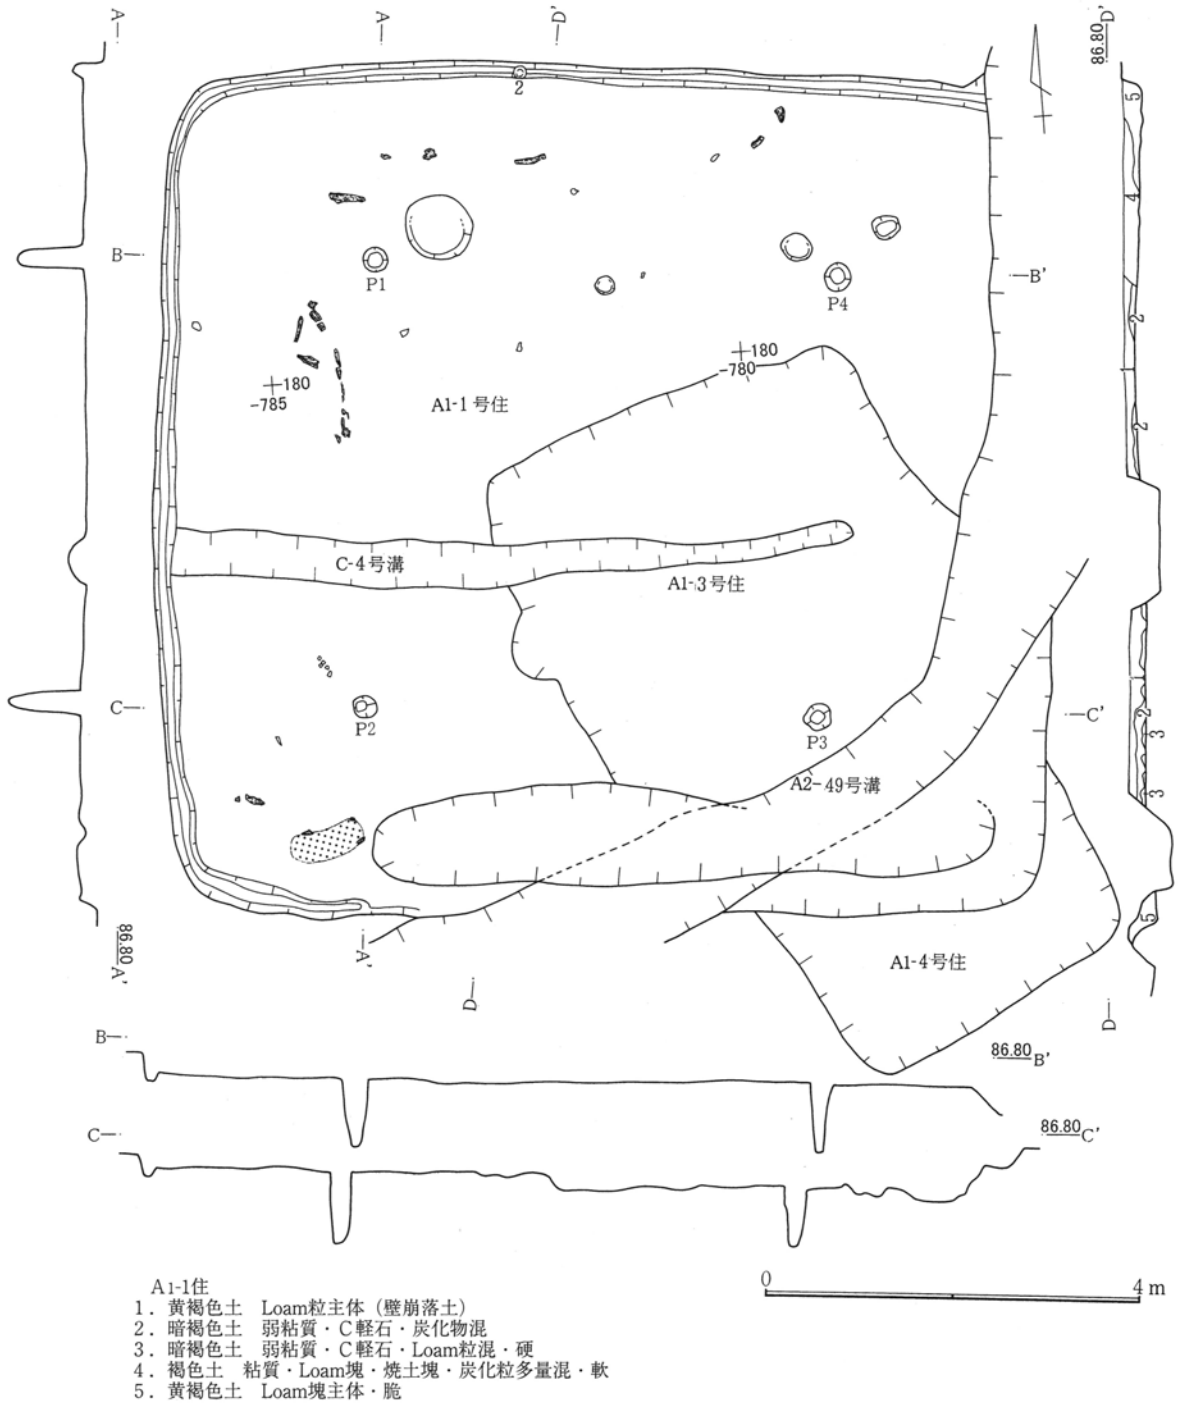 A
A
D'
86.80 D'
2
5
4
B
P1
P4
B'
2
+180
-780
+180
-785
A1-1号住
2
C-4号溝
A1-3号住
1
C
P2
P3
C'
2
3
A2-49号溝
3
5
86.80 A'
A'
D
A1-4号住
D
B
86.80 B'
C
86.80 C'
0 4 m
A1-1住
1. 黄褐色土 Loam粒主体(壁崩落土)
2. 暗褐色土 弱粘質・C軽石・炭化物混
3. 暗褐色土 弱粘質・C軽石・Loam粒混・硬
4. 褐色土 粘質・Loam塊・焼土塊・炭化粒多量混・軟
5. 黄褐色土 Loam塊主体・脆